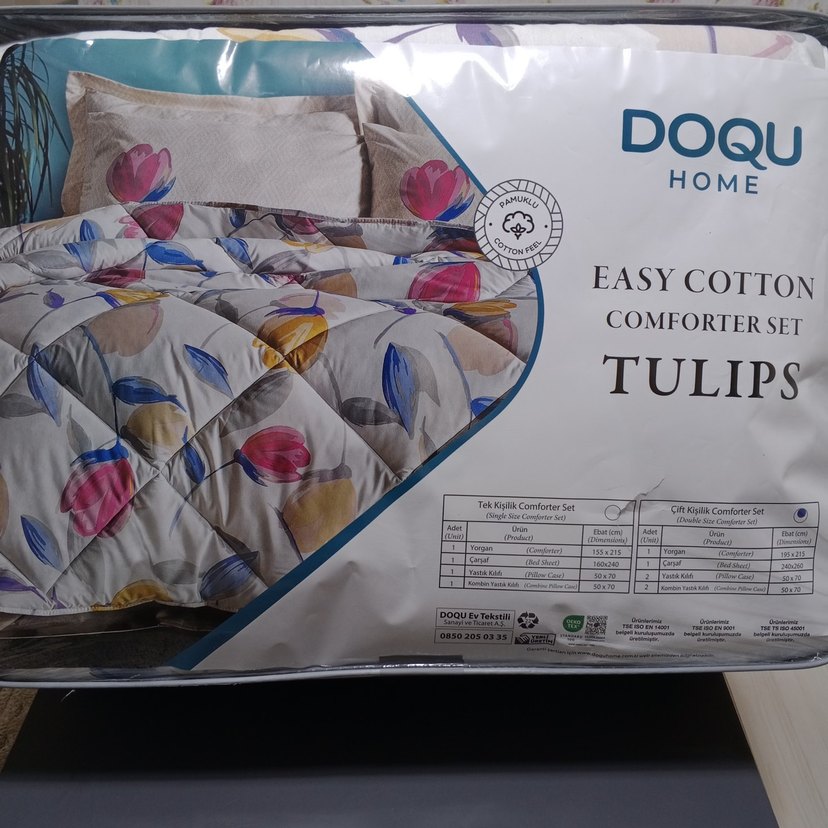 DOQU
HOME
PAMUKLU
COTTON FEEL
EASY COTTON
COMFORTER SET
TULIPS
Tek Kişilik Comforter Set
(Single Size Comforter Set)
Adet (Unit) Ürün (Product) Ebat (cm) (Dimensions)
1 Yorgan (Comforter) 155 x 215
1 Çarşaf (Bed Sheet) 160x240
1 Yastık Kılıfı (Pillow Case) 50 x 70
1 Kombin Yastık Kılıfı (Combine Pillow Case) 50 x 70
Çift Kişilik Comforter Set
(Double Size Comforter Set)
Adet (Unit) Ürün (Product) Ebat (cm) (Dimensions)
1 Yorgan (Comforter) 195 x 215
1 Çarşaf (Bed Sheet) 240x260
2 Yastık Kılıfı (Pillow Case) 50 x 70
2 Kombin Yastık Kılıfı (Combine Pillow Case) 50 x 70
DOQU Ev Tekstili
Sanayi ve Ticaret A.Ş.
0850 205 03 35
YERLİ
ÜRETİM
OEKO
TEX
STANDARD
100
Ürünlerimiz
TSE ISO EN 14001
belgeli kuruluşumuzda
üretilmiştir.
Ürünlerimiz
TSE ISO EN 9001
belgeli kuruluşumuzda
üretilmiştir.
Ürünlerimiz
TSE TS ISO 45001
belgeli kuruluşumuzda
üretilmiştir.